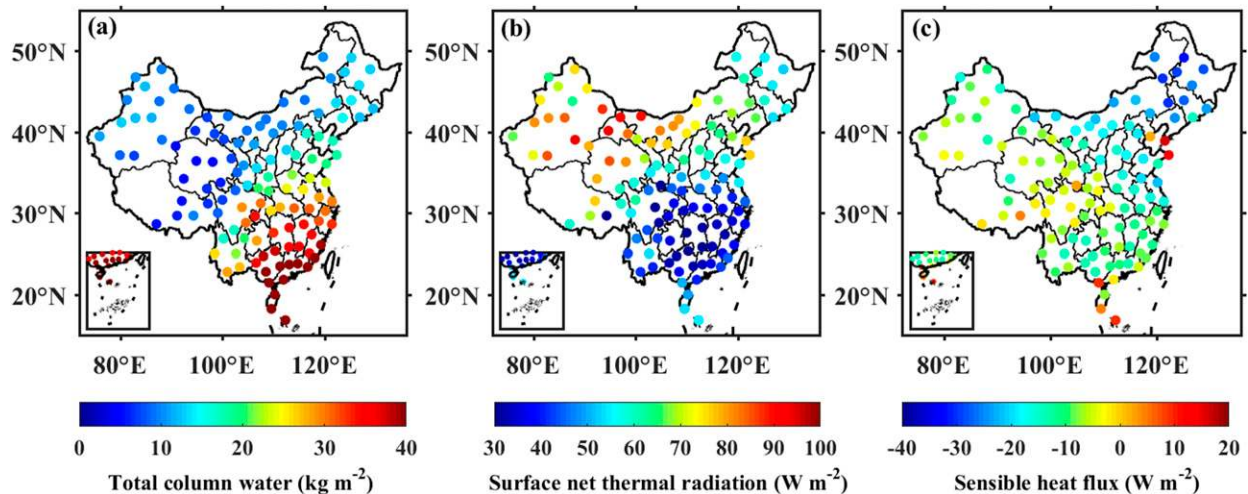 (a) (b) (c)
50°N 50°N 50°N
40°N 40°N 40°N
30°N 30°N 30°N
20°N 20°N 20°N
80°E 100°E 120°E 80°E 100°E 120°E 80°E 100°E 120°E
0 10 20 30 40 30 40 50 60 70 80 90 100 -40 -30 -20 -10 0 10 20
Total column water (kg m⁻²) Surface net thermal radiation (W m⁻²) Sensible heat flux (W m⁻²)